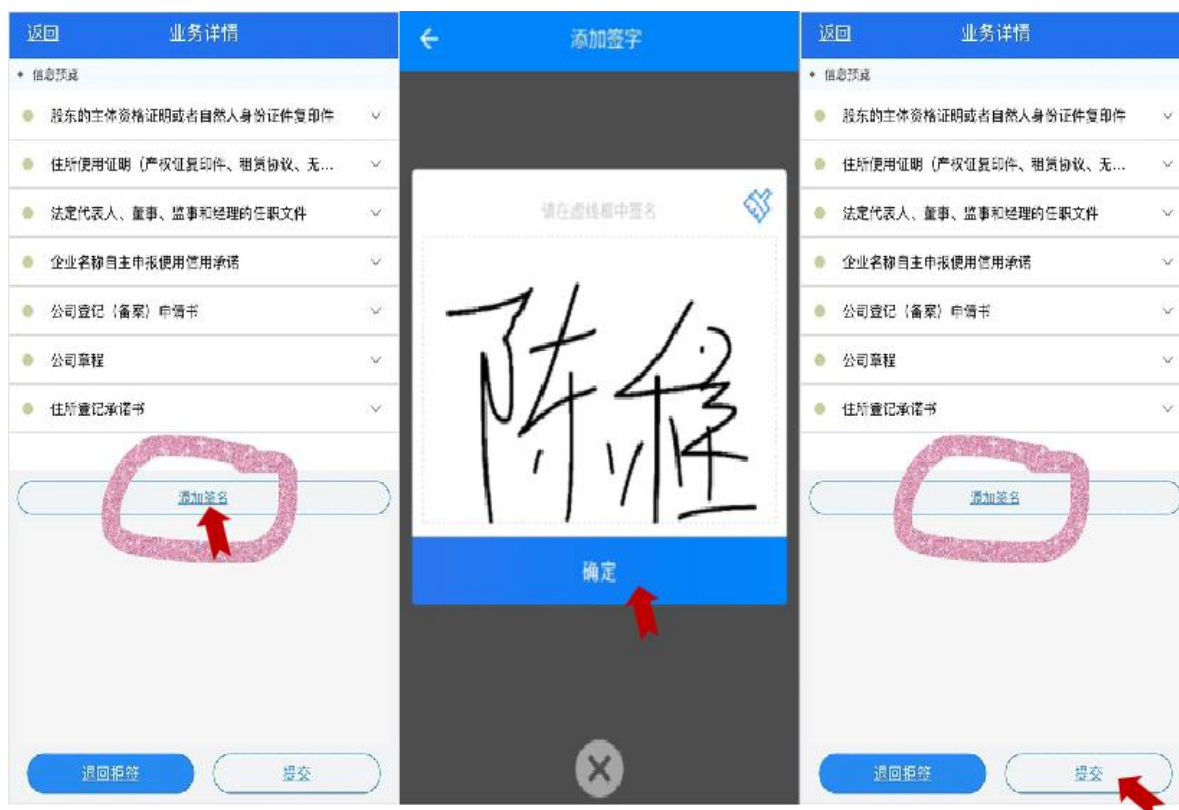 返回 业务详情
信息预览
股东的主体资格证明或者自然人身份证件复印件
住所使用证明（产权证复印件、租赁协议、无...
法定代表人、董事、监事和经理的任职文件
企业名称自主申报使用信用承诺
公司登记（备案）申请书
公司章程
住所登记承诺书
添加签名
退回拒签 提交
添加签字
请在虚线框中签名
陈
确定
返回 业务详情
信息预览
股东的主体资格证明或者自然人身份证件复印件
住所使用证明（产权证复印件、租赁协议、无...
法定代表人、董事、监事和经理的任职文件
企业名称自主申报使用信用承诺
公司登记（备案）申请书
公司章程
住所登记承诺书
添加签名
退回拒签 提交